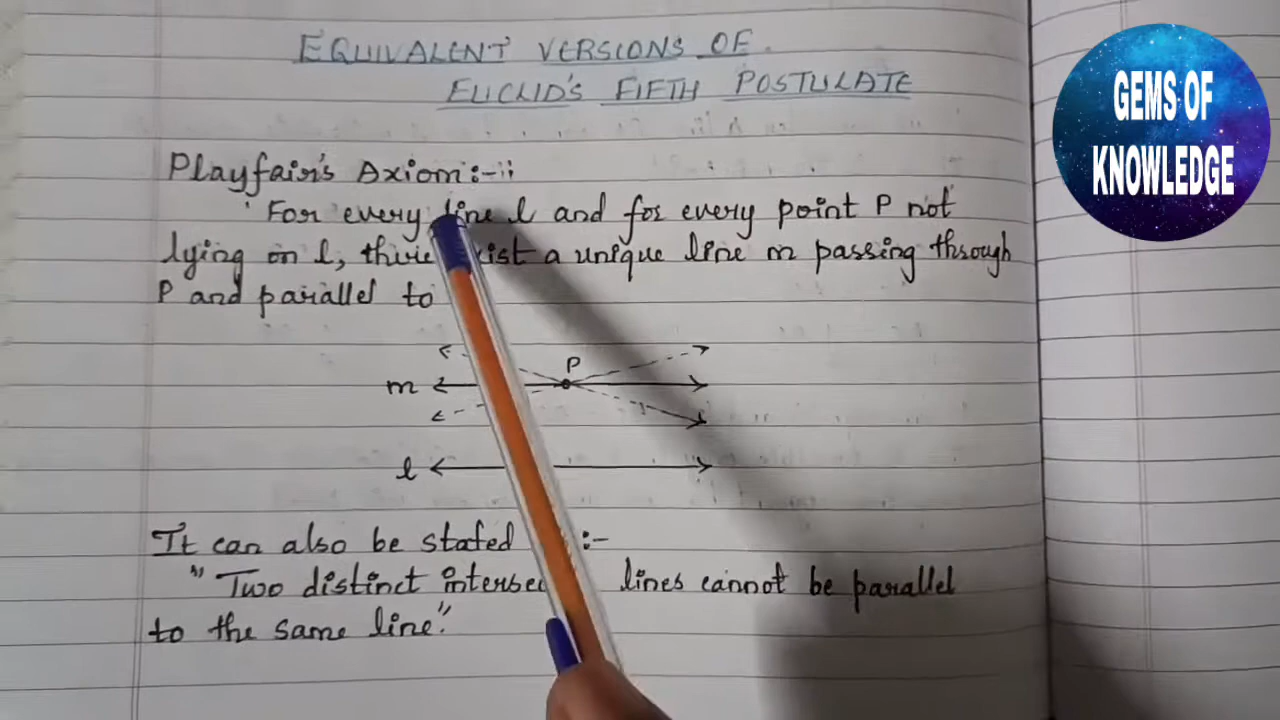 EQUIVALENT VERSIONS OF
EUCLID'S FIFTH POSTULATE
Playfair's Axiom:-
For every line l and for every point P not
lying on l, there exist a unique line m passing through
P and parallel to
P
m
l
It can also be stated :-
"Two distinct lines cannot be parallel
to the same line".
GEMS OF
KNOWLEDGE